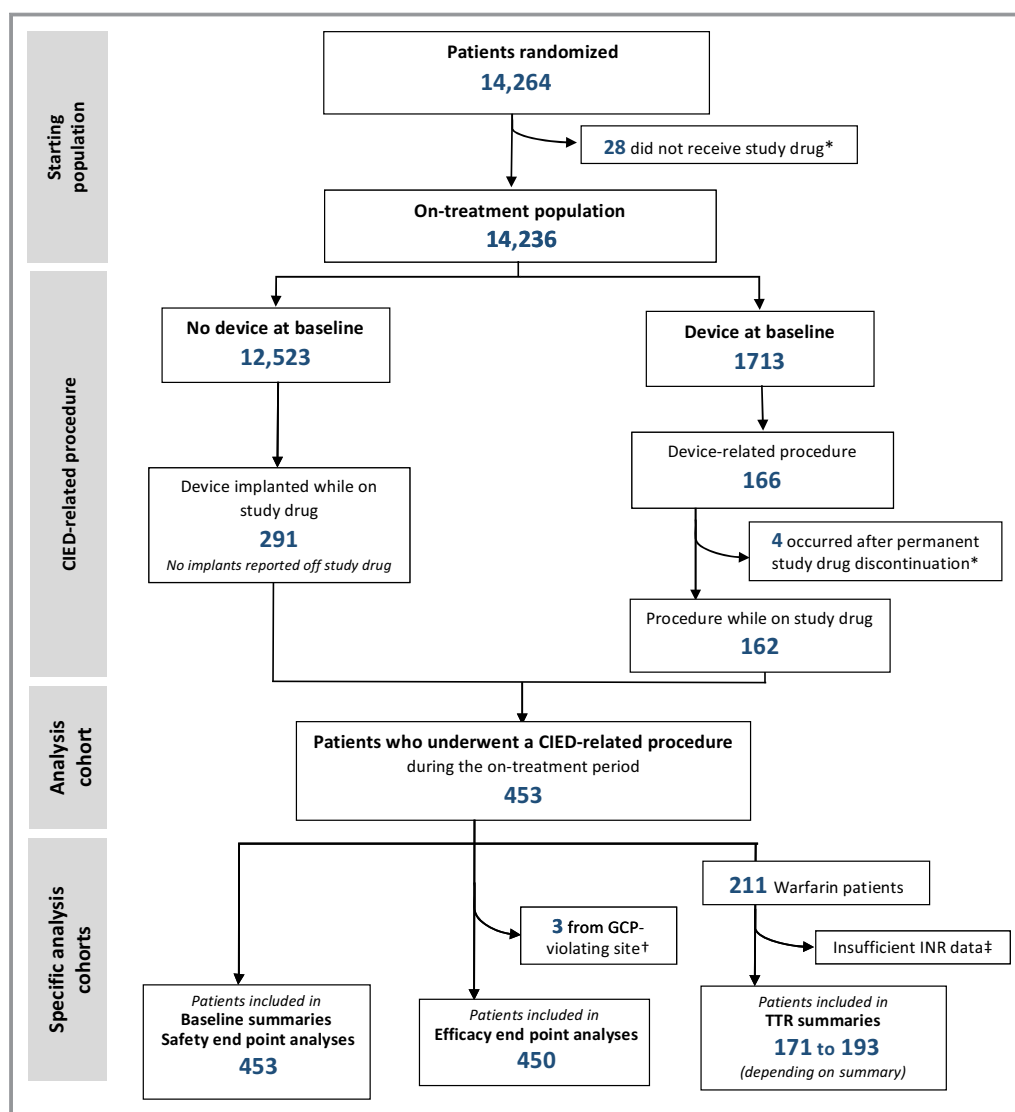 Starting
population
Patients randomized
14,264
28 did not receive study drug*
On-treatment population
14,236
CIED-related procedure
No device at baseline
12,523
Device at baseline
1713
Device implanted while on
study drug
291
No implants reported off study drug
Device-related procedure
166
4 occurred after permanent
study drug discontinuation*
Procedure while on study drug
162
Analysis
cohort
Patients who underwent a CIED-related procedure
during the on-treatment period
453
Specific analysis
cohorts
211 Warfarin patients
3 from GCP-
violating site†
Insufficient INR data‡
Patients included in
Baseline summaries
Safety end point analyses
453
Patients included in
Efficacy end point analyses
450
Patients included in
TTR summaries
171 to 193
(depending on summary)